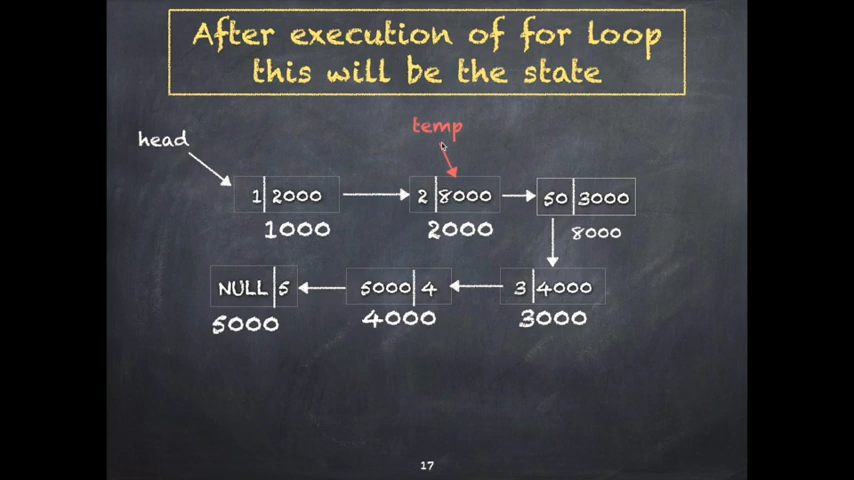 After execution of for loop
this will be the state
temp
head
1 2000
2 8000
50 3000
1000
2000
8000
NULL 5
5000 4
3 4000
5000
4000
3000
17